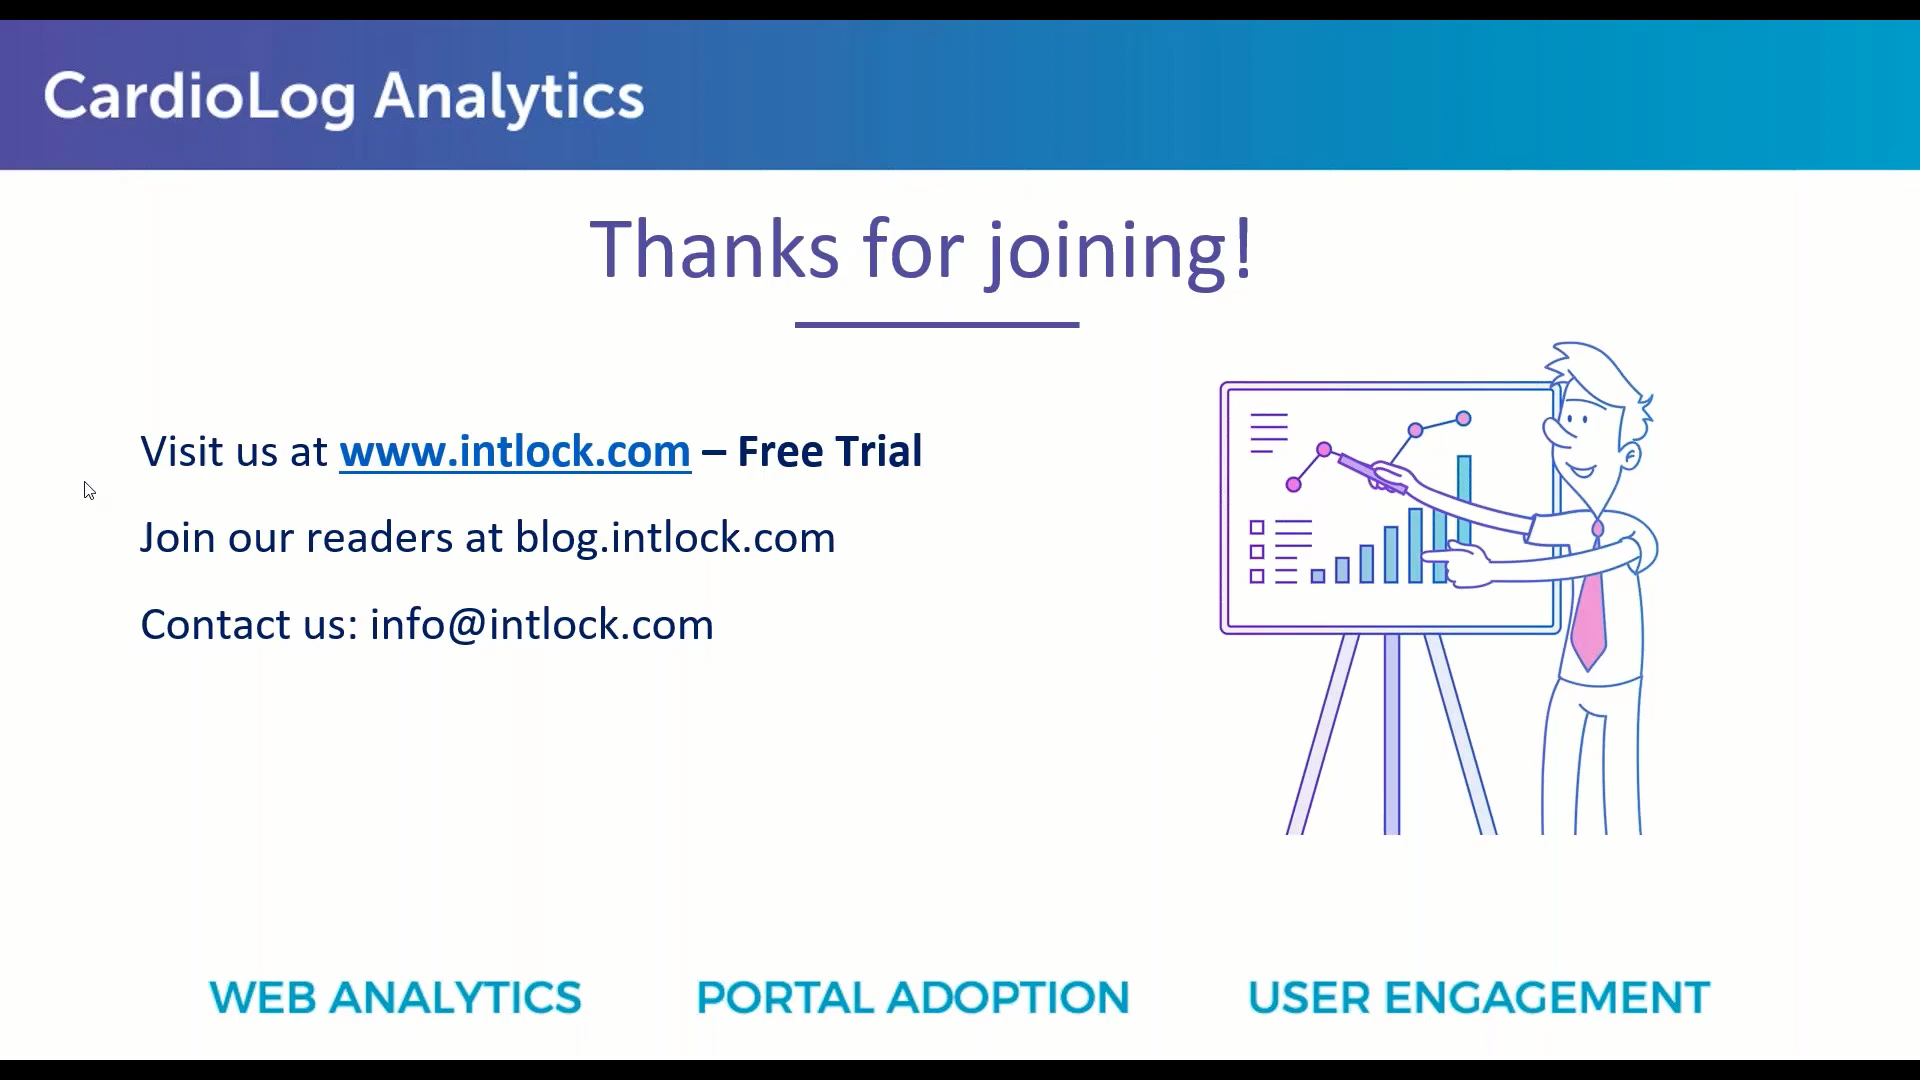 CardioLog Analytics
Thanks for joining!
Visit us at www.intlock.com – Free Trial
Join our readers at blog.intlock.com
Contact us: info@intlock.com
WEB ANALYTICS PORTAL ADOPTION USER ENGAGEMENT